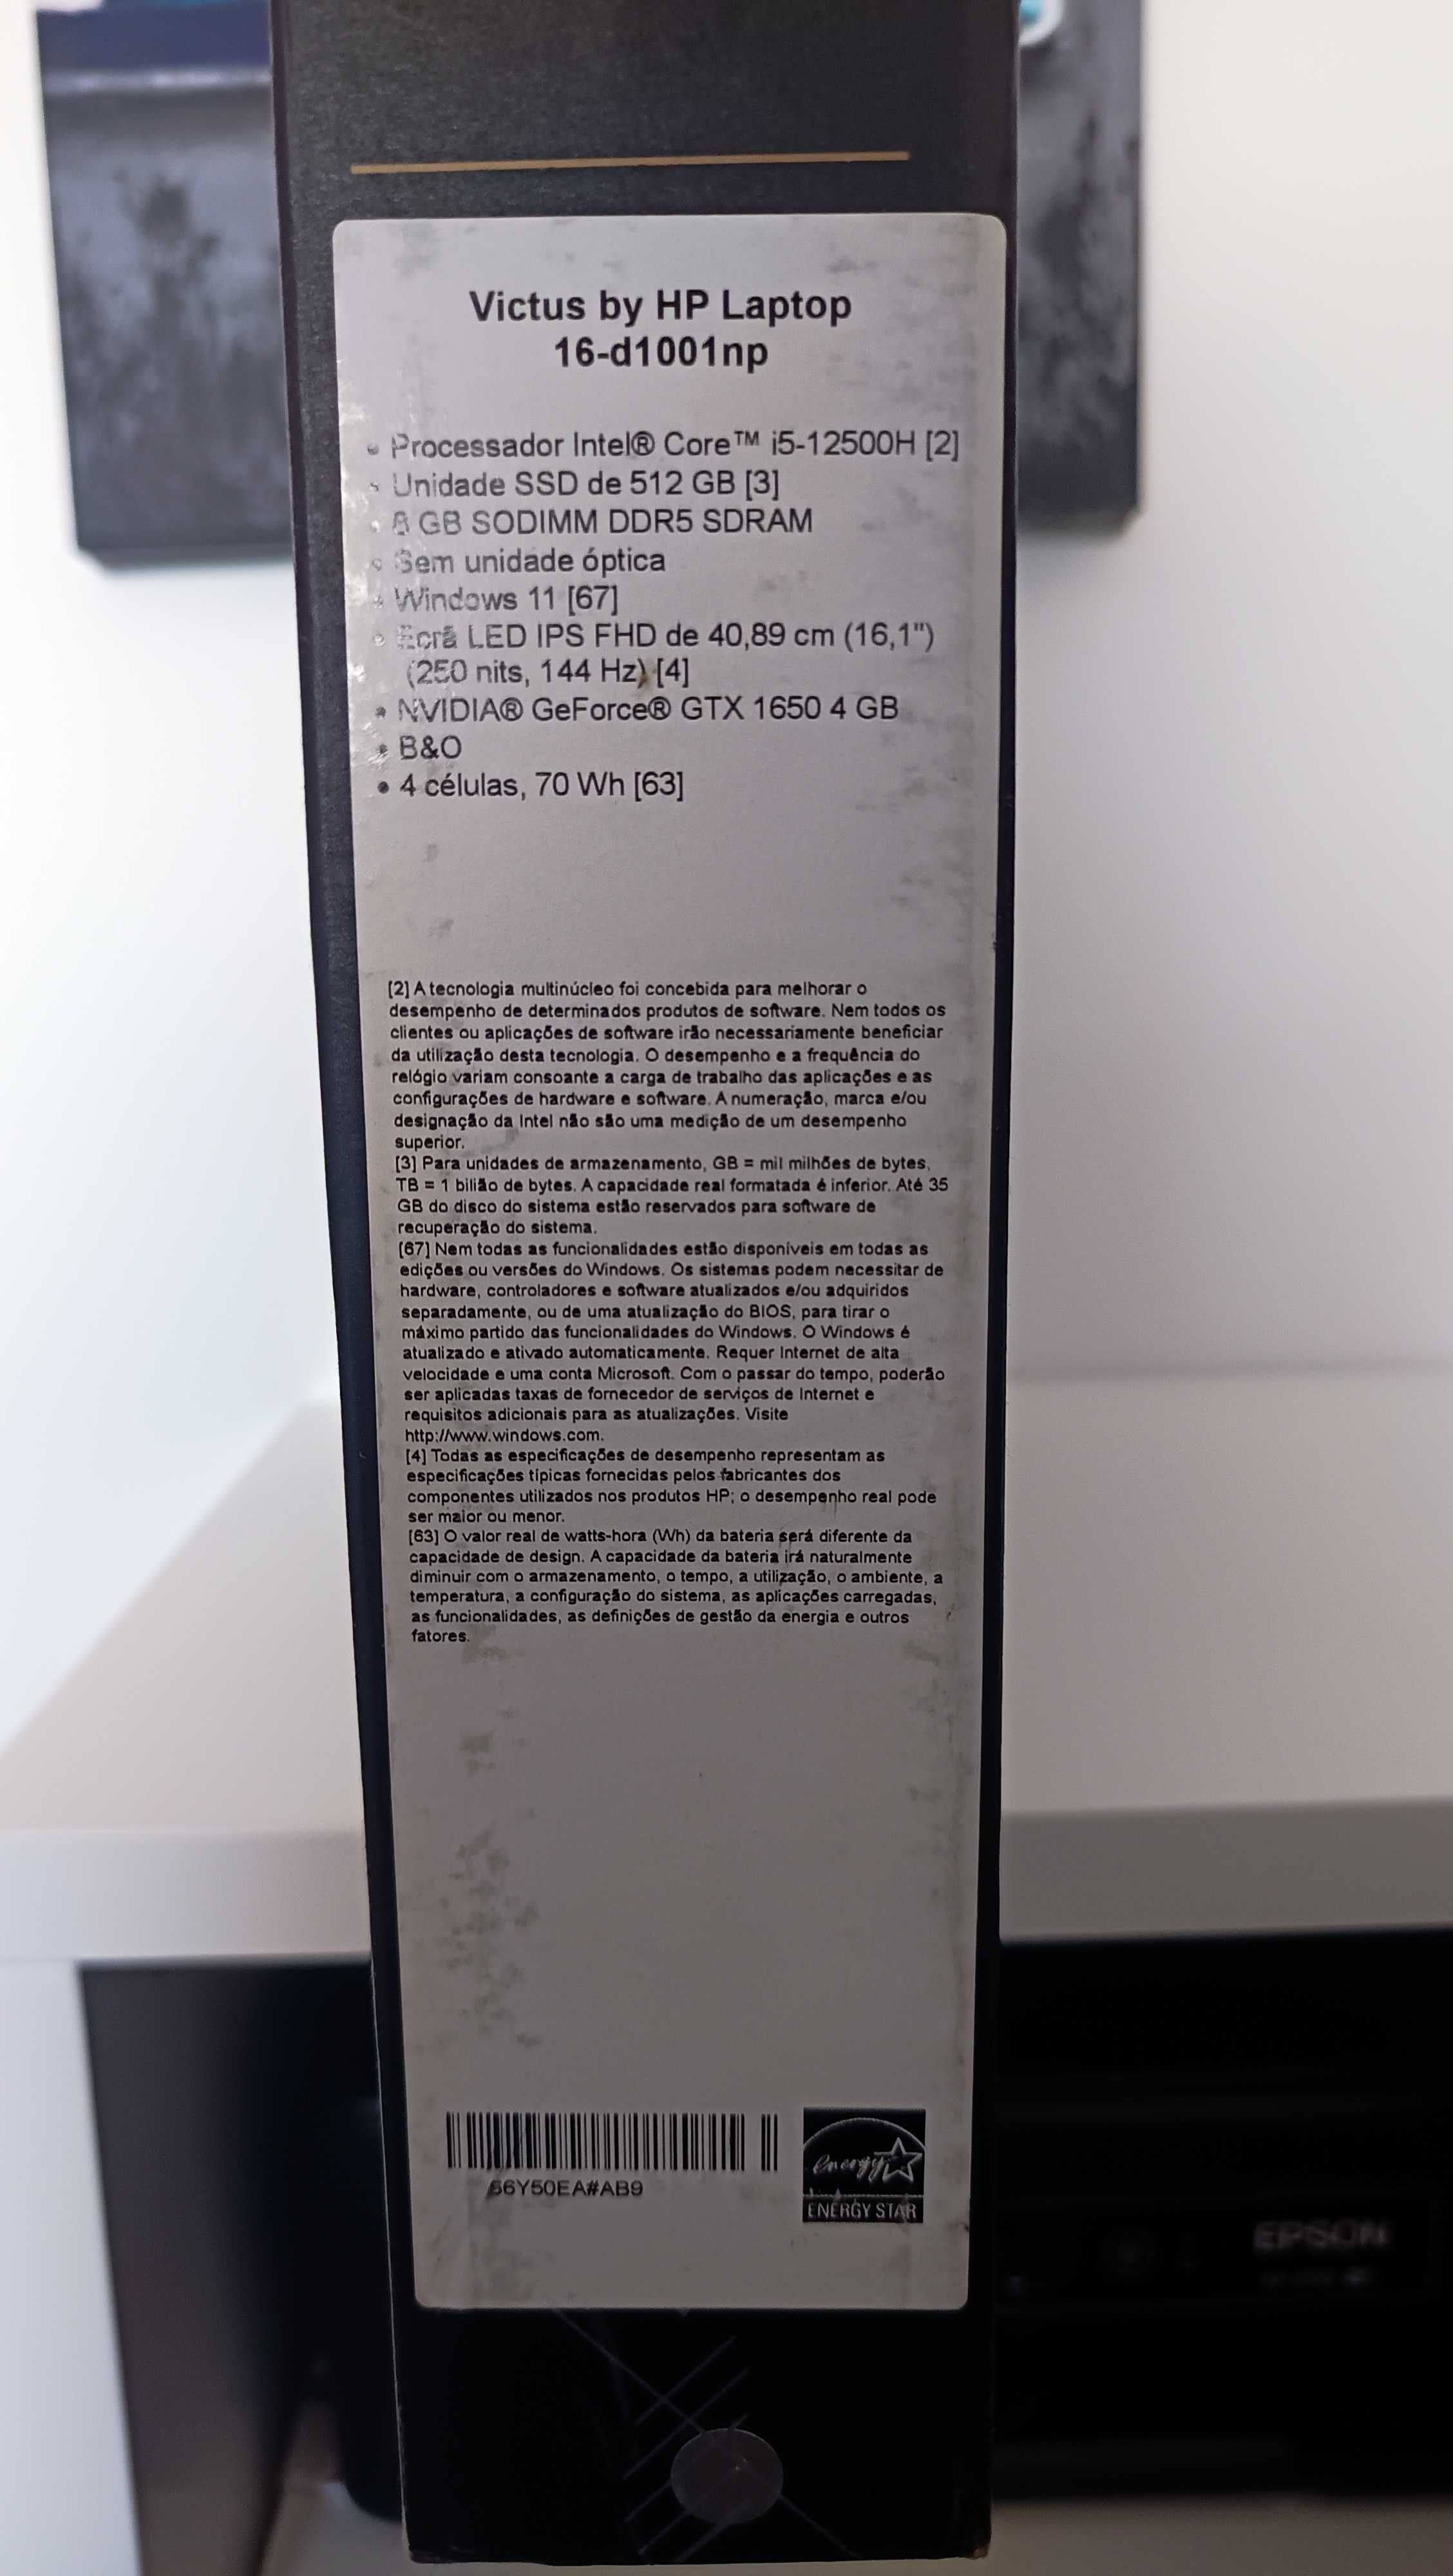 Victus by HP Laptop
16-d1001np
• Processador Intel® Core™ i5-12500H [2]
• Unidade SSD de 512 GB [3]
• 8 GB SODIMM DDR5 SDRAM
• Sem unidade óptica
• Windows 11 [67]
• Ecrã LED IPS FHD de 40,89 cm (16,1")
(250 nits, 144 Hz) [4]
• NVIDIA® GeForce® GTX 1650 4 GB
• B&O
• 4 células, 70 Wh [63]
[2] A tecnologia multinúcleo foi concebida para melhorar o
desempenho de determinados produtos de software. Nem todos os
clientes ou aplicações de software irão necessariamente beneficiar
da utilização desta tecnologia. O desempenho e a frequência do
relógio variam consoante a carga de trabalho das aplicações e as
configurações de hardware e software. A numeração, marca e/ou
designação da Intel não são uma medição de um desempenho
superior.
[3] Para unidades de armazenamento, GB = mil milhões de bytes,
TB = 1 bilião de bytes. A capacidade real formatada é inferior. Até 35
GB do disco do sistema estão reservados para software de
recuperação do sistema.
[67] Nem todas as funcionalidades estão disponíveis em todas as
edições ou versões do Windows. Os sistemas podem necessitar de
hardware, controladores e software atualizados e/ou adquiridos
separadamente, ou de uma atualização do BIOS, para tirar o
máximo partido das funcionalidades do Windows. O Windows é
atualizado e ativado automaticamente. Requer Internet de alta
velocidade e uma conta Microsoft. Com o passar do tempo, poderão
ser aplicadas taxas de fornecedor de serviços de Internet e
requisitos adicionais para as atualizações. Visite
http://www.windows.com.
[4] Todas as especificações de desempenho representam as
especificações típicas fornecidas pelos fabricantes dos
componentes utilizados nos produtos HP; o desempenho real pode
ser maior ou menor.
[63] O valor real de watts-hora (Wh) da bateria será diferente da
capacidade de design. A capacidade da bateria irá naturalmente
diminuir com o armazenamento, o tempo, a utilização, o ambiente, a
temperatura, a configuração do sistema, as aplicações carregadas,
as funcionalidades, as definições de gestão da energia e outros
fatores.
66Y50EA#AB9
energy
ENERGY STAR
EPSON